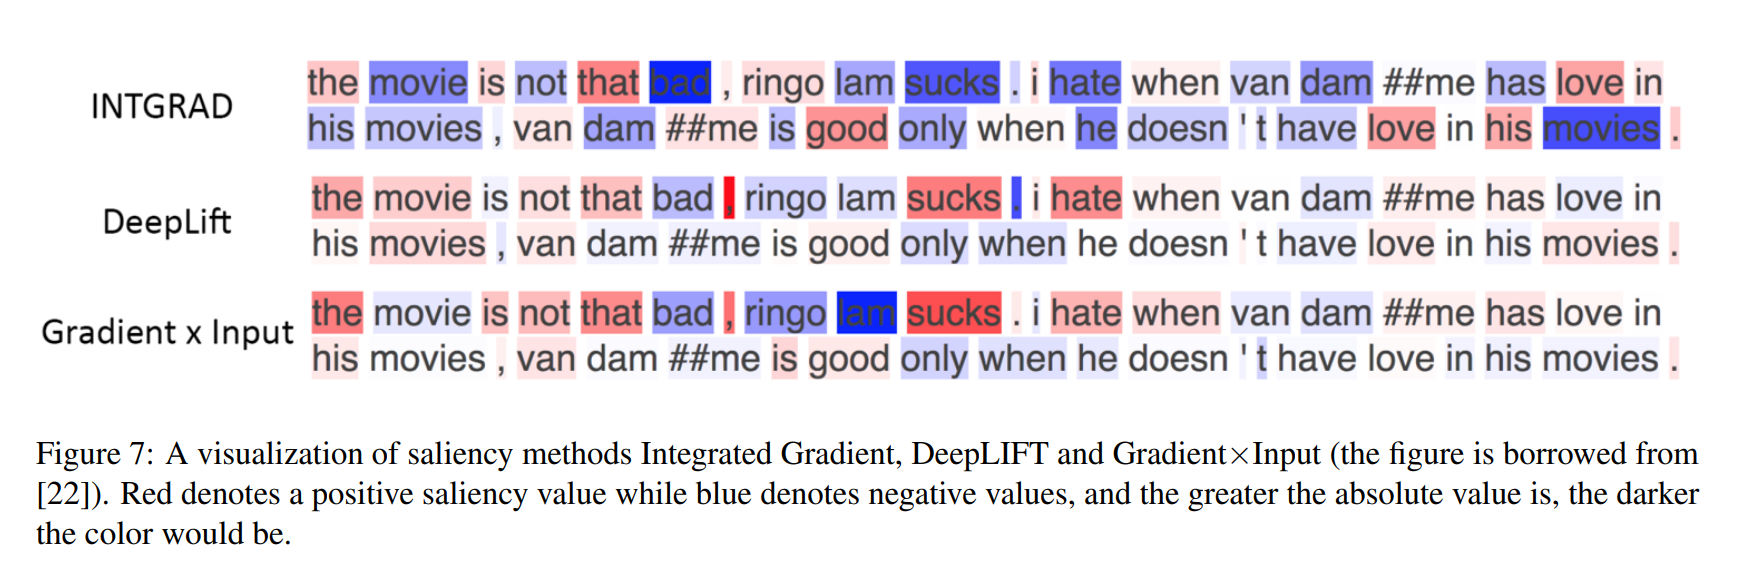 INTGRAD
the movie is not that bad , ringo lam sucks . i hate when van dam ##me has love in
his movies , van dam ##me is good only when he doesn ' t have love in his movies .
DeepLift
the movie is not that bad , ringo lam sucks . i hate when van dam ##me has love in
his movies , van dam ##me is good only when he doesn ' t have love in his movies .
Gradient x Input
the movie is not that bad , ringo lam sucks . i hate when van dam ##me has love in
his movies , van dam ##me is good only when he doesn ' t have love in his movies .
Figure 7: A visualization of saliency methods Integrated Gradient, DeepLIFT and Gradient×Input (the figure is borrowed from
[22]). Red denotes a positive saliency value while blue denotes negative values, and the greater the absolute value is, the darker
the color would be.